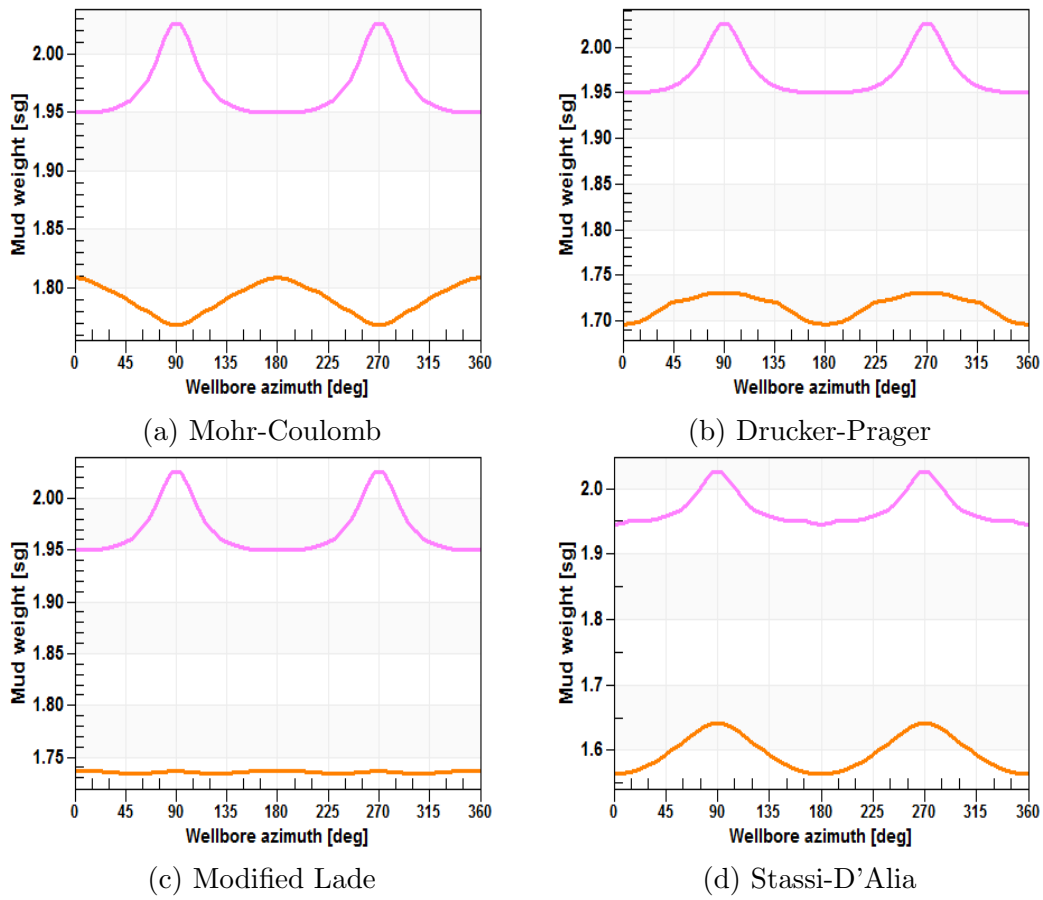 Mud weight [sg]
2.00
1.95
1.90
1.85
1.80
0 45 90 135 180 225 270 315 360
Wellbore azimuth [deg]
(a) Mohr-Coulomb
Mud weight [sg]
2.00
1.95
1.90
1.85
1.80
1.75
1.70
0 45 90 135 180 225 270 315 360
Wellbore azimuth [deg]
(b) Drucker-Prager
Mud weight [sg]
2.00
1.95
1.90
1.85
1.80
1.75
0 45 90 135 180 225 270 315 360
Wellbore azimuth [deg]
(c) Modified Lade
Mud weight [sg]
2.0
1.9
1.8
1.7
1.6
0 45 90 135 180 225 270 315 360
Wellbore azimuth [deg]
(d) Stassi-D'Alia